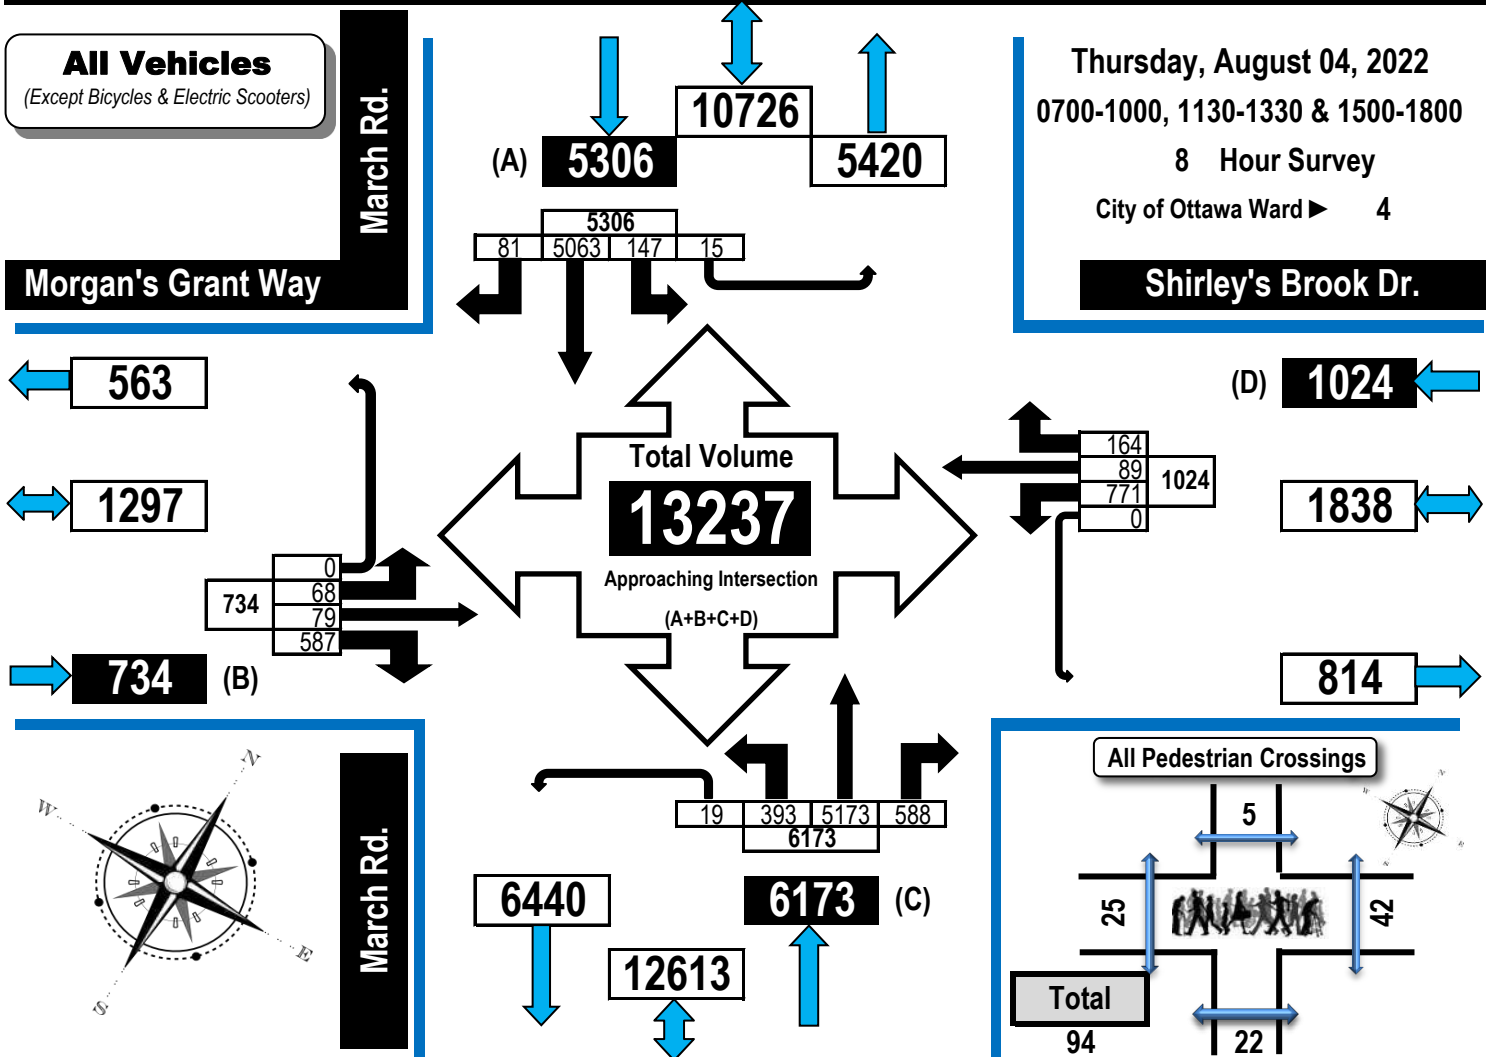 All Vehicles
(Except Bicycles & Electric Scooters)
March Rd.
Morgan's Grant Way
10726
(A) 5306
5420
5306
81 5063 147 15
Thursday, August 04, 2022
0700-1000, 1130-1330 & 1500-1800
8 Hour Survey
City of Ottawa Ward ► 4
Shirley's Brook Dr.
563
1297
0
68
79
587
734
734 (B)
Total Volume
13237
Approaching Intersection
(A+B+C+D)
(D) 1024
164
89
771
0
1024
1838
814
N
W
E
S
March Rd.
19 393 5173 588
6173
6440
6173 (C)
12613
All Pedestrian Crossings
5
N
W
E
S
25
42
Total
94
22